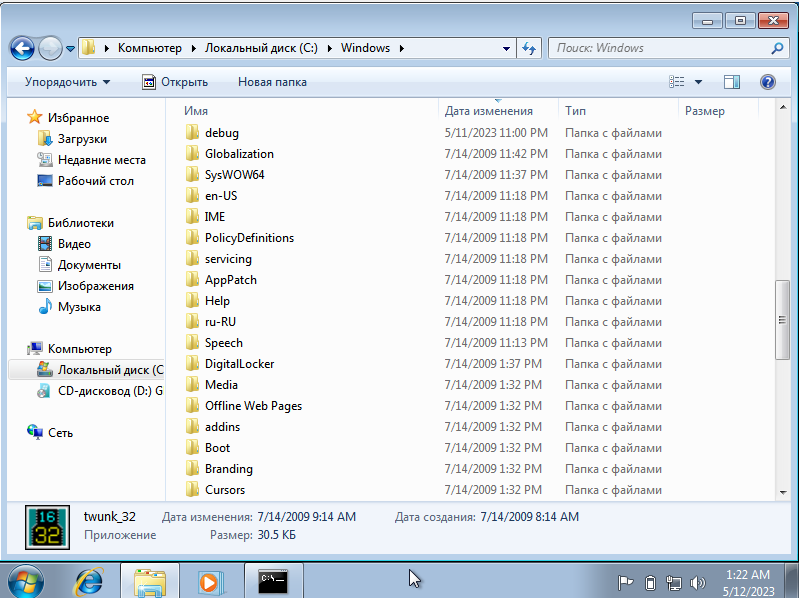 Компьютер Локальный диск (C:) Windows
Поиск: Windows
Упорядочить Открыть Новая папка
Избранное
Загрузки
Недавние места
Рабочий стол
Библиотеки
Видео
Документы
Изображения
Музыка
Компьютер
Локальный диск (C
CD-дисковод (D:) G
Сеть
Имя Дата изменения Тип Размер
debug 5/11/2023 11:00 PM Папка с файлами
Globalization 7/14/2009 11:42 PM Папка с файлами
SysWOW64 7/14/2009 11:37 PM Папка с файлами
en-US 7/14/2009 11:18 PM Папка с файлами
IME 7/14/2009 11:18 PM Папка с файлами
PolicyDefinitions 7/14/2009 11:18 PM Папка с файлами
servicing 7/14/2009 11:18 PM Папка с файлами
AppPatch 7/14/2009 11:18 PM Папка с файлами
Help 7/14/2009 11:18 PM Папка с файлами
ru-RU 7/14/2009 11:18 PM Папка с файлами
Speech 7/14/2009 11:13 PM Папка с файлами
DigitalLocker 7/14/2009 1:37 PM Папка с файлами
Media 7/14/2009 1:32 PM Папка с файлами
Offline Web Pages 7/14/2009 1:32 PM Папка с файлами
addins 7/14/2009 1:32 PM Папка с файлами
Boot 7/14/2009 1:32 PM Папка с файлами
Branding 7/14/2009 1:32 PM Папка с файлами
Cursors 7/14/2009 1:32 PM Папка с файлами
16
32
twunk_32 Дата изменения: 7/14/2009 9:14 AM Дата создания: 7/14/2009 8:14 AM
Приложение Размер: 30.5 КБ
C:\
1:22 AM
5/12/2023